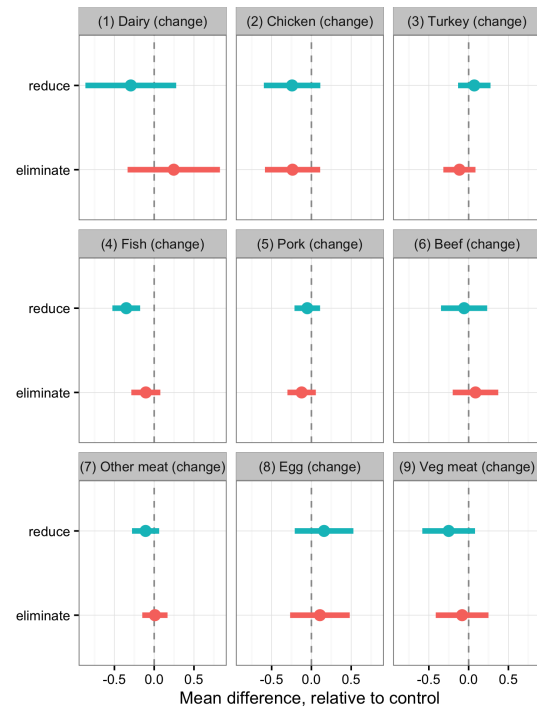 (1) Dairy (change) (2) Chicken (change) (3) Turkey (change)
reduce
eliminate
(4) Fish (change) (5) Pork (change) (6) Beef (change)
reduce
eliminate
(7) Other meat (change) (8) Egg (change) (9) Veg meat (change)
reduce
eliminate
-0.5 0.0 0.5 -0.5 0.0 0.5 -0.5 0.0 0.5
Mean difference, relative to control